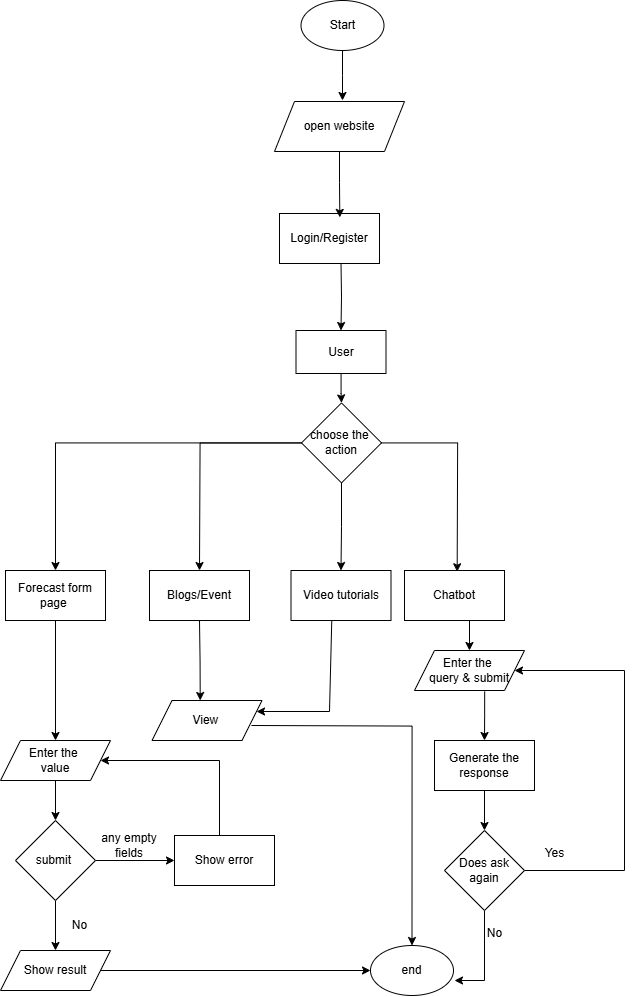 Start
open website
Login/Register
User
choose the
action
Forecast form
page
Blogs/Event
Video tutorials
Chatbot
Enter the
query & submit
View
Enter the
value
Generate the
response
any empty
fields
submit
Show error
Does ask
again
Yes
No
No
Show result
end